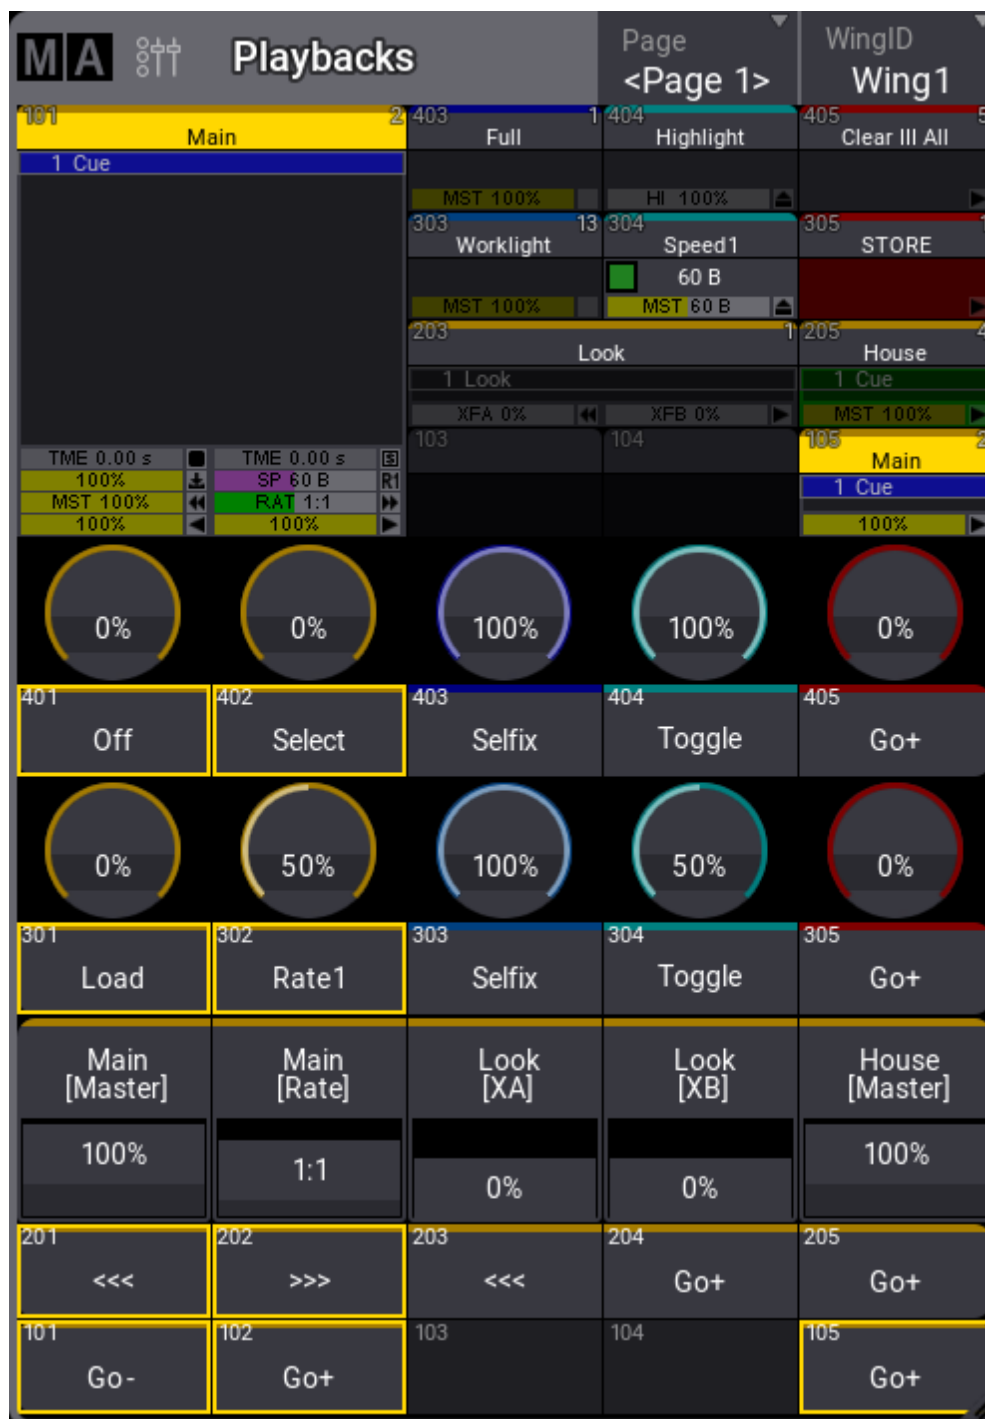 MA Playbacks Page WingID
<Page 1> Wing1
101 2 403 1 404 405 5
Main Full Highlight Clear III All
1 Cue
MST 100% HI 100%
303 13 304 305 1
Worklight Speed1 STORE
60 B
MST 100% MST 60 B
203 1 205 4
Look House
1 Look 1 Cue
XFA 0% XFB 0% MST 100%
103 104 105 2
TME 0.00 s TME 0.00 s S Main
100% SP 60 B R1 1 Cue
MST 100% RAT 1:1
100% 100% 100%
0% 0% 100% 100% 0%
401 402 403 404 405
Off Select Selfix Toggle Go+
0% 50% 100% 50% 0%
301 302 303 304 305
Load Rate1 Selfix Toggle Go+
Main Main Look Look House
[Master] [Rate] [XA] [XB] [Master]
100% 1:1 0% 0% 100%
201 202 203 204 205
<<< >>> <<< Go+ Go+
101 102 103 104 105
Go- Go+ Go+